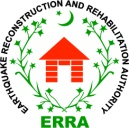 EARTHQUAKE RECONSTRUCTION AND REHABILITATION AUTHORITY
ERRA